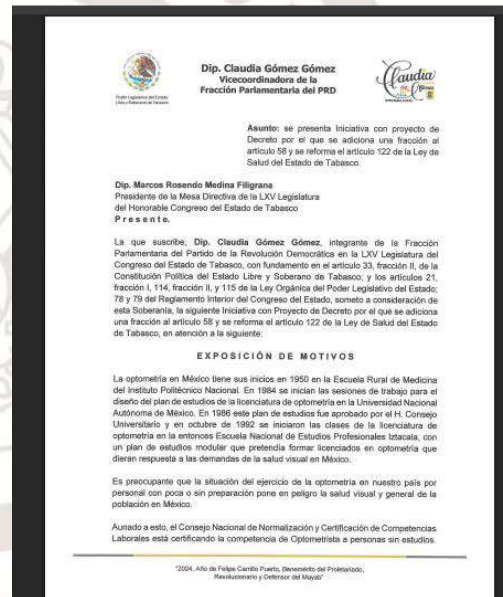 Dip. Claudia Gómez Gómez
Vicecoordinadora de la
Fracción Parlamentaria del PRD
Poder Legislativo del Estado
Libre y Soberano de Tabasco
Claudia
Gómez
Asunto: se presenta Iniciativa con proyecto de
Decreto por el que se adiciona una fracción al
artículo 58 y se reforma el artículo 122 de la Ley de
Salud del Estado de Tabasco.
Dip. Marcos Rosendo Medina Filigrana
Presidente de la Mesa Directiva de la LXV Legislatura
del Honorable Congreso del Estado de Tabasco
P r e s e n t e.
La que suscribe, Dip. Claudia Gómez Gómez, integrante de la Fracción
Parlamentaria del Partido de la Revolución Democrática en la LXV Legislatura del
Congreso del Estado de Tabasco, con fundamento en el artículo 33, fracción II, de la
Constitución Política del Estado Libre y Soberano de Tabasco; y los artículos 21,
fracción I, 114, fracción II, y 115 de la Ley Orgánica del Poder Legislativo del Estado;
78 y 79 del Reglamento Interior del Congreso del Estado, someto a consideración de
esta Soberanía, la siguiente Iniciativa con Proyecto de Decreto por el que se adiciona
una fracción al artículo 58 y se reforma el artículo 122 de la Ley de Salud del Estado
de Tabasco, en atención a la siguiente:
EXPOSICIÓN DE MOTIVOS
La optometría en México tiene sus inicios en 1950 en la Escuela Rural de Medicina
del Instituto Politécnico Nacional. En 1984 se inician las sesiones de trabajo para el
diseño del plan de estudios de la licenciatura de optometría en la Universidad Nacional
Autónoma de México. En 1986 este plan de estudios fue aprobado por el H. Consejo
Universitario y en octubre de 1992 se iniciaron las clases de la licenciatura de
optometría en la entonces Escuela Nacional de Estudios Profesionales Iztacala, con
un plan de estudios modular que pretendía formar licenciados en optometría que
dieran respuesta a las demandas de la salud visual en México.
Es preocupante que la situación del ejercicio de la optometría en nuestro país por
personal con poca o sin preparación pone en peligro la salud visual y general de la
población en México.
Aunado a esto, el Consejo Nacional de Normalización y Certificación de Competencias
Laborales está certificando la competencia de Optometrista a personas sin estudios.
"2024, Año de Felipe Carrillo Puerto, Benemérito del Proletariado,
Revolucionario y Defensor del Mayab"